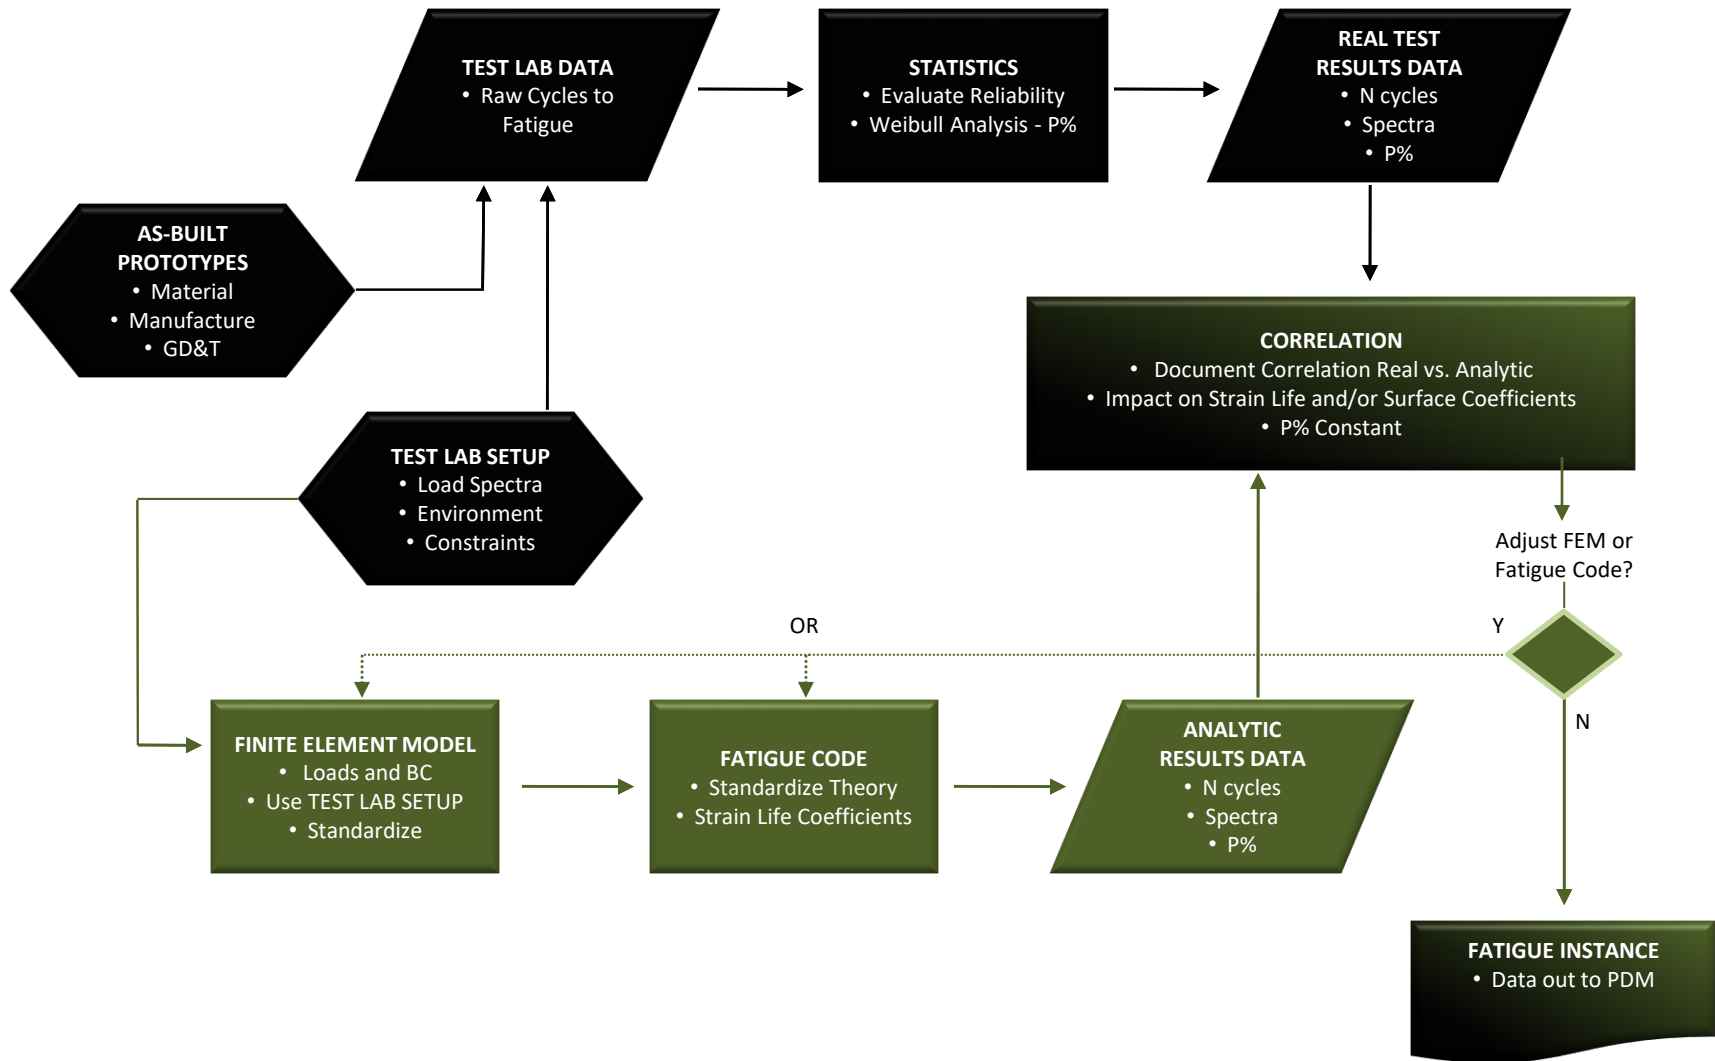 TEST LAB DATA
• Raw Cycles to
Fatigue
STATISTICS
• Evaluate Reliability
• Weibull Analysis - P%
REAL TEST
RESULTS DATA
• N cycles
• Spectra
• P%
AS-BUILT
PROTOTYPES
• Material
• Manufacture
• GD&T
CORRELATION
• Document Correlation Real vs. Analytic
• Impact on Strain Life and/or Surface Coefficients
• P% Constant
TEST LAB SETUP
• Load Spectra
• Environment
• Constraints
Adjust FEM or
Fatigue Code?
OR
Y
N
FINITE ELEMENT MODEL
• Loads and BC
• Use TEST LAB SETUP
• Standardize
FATIGUE CODE
• Standardize Theory
• Strain Life Coefficients
ANALYTIC
RESULTS DATA
• N cycles
• Spectra
• P%
FATIGUE INSTANCE
• Data out to PDM